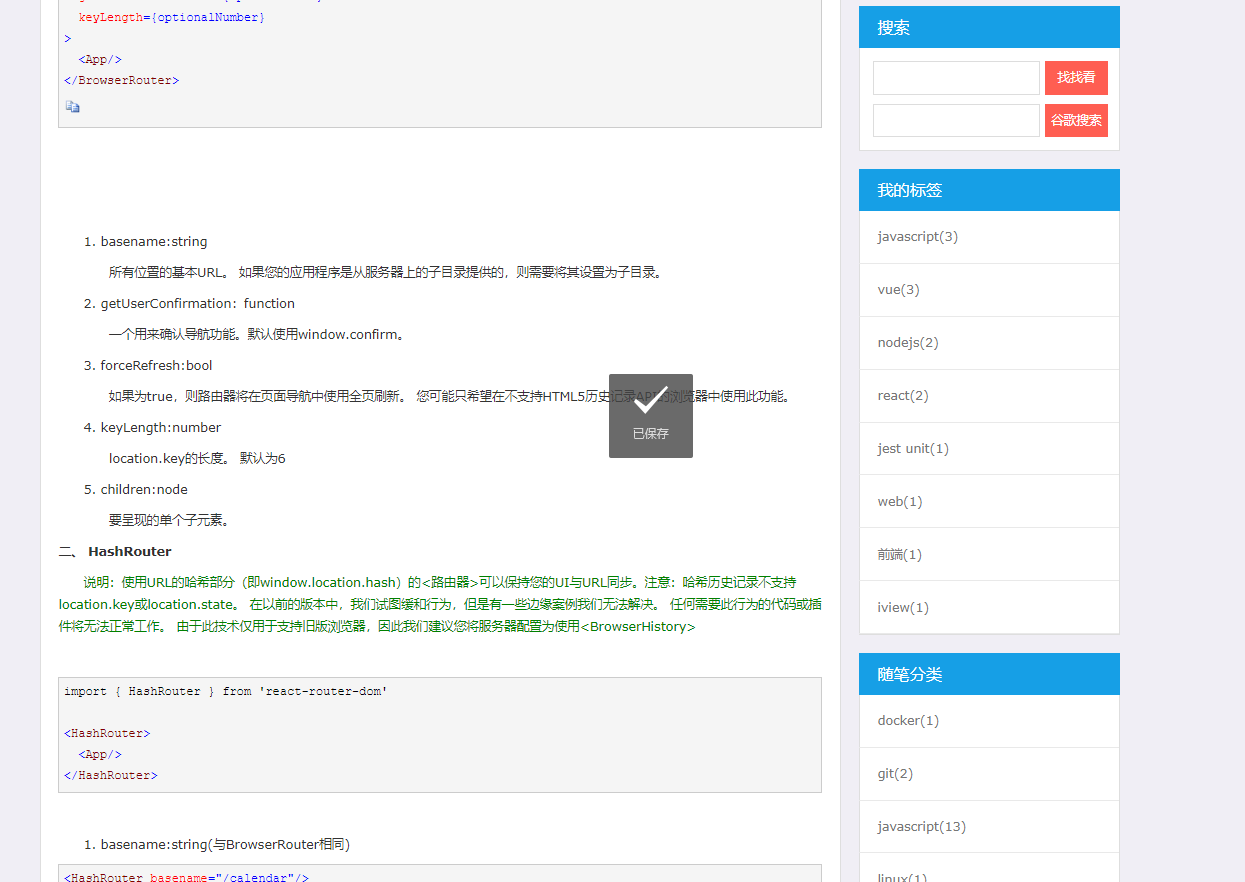 keyLength={optionalNumber}
>
<App/>
</BrowserRouter>
1. basename:string
所有位置的基本URL。 如果您的应用程序是从服务器上的子目录提供的，则需要将其设置为子目录。
2. getUserConfirmation：function
一个用来确认导航功能。默认使用window.confirm。
3. forceRefresh:bool
如果为true，则路由器将在页面导航中使用全页刷新。 您可能只希望在不支持HTML5历史记录API的浏览器中使用此功能。
已保存
4. keyLength:number
location.key的长度。 默认为6
5. children:node
要呈现的单个子元素。
二、 HashRouter
说明：使用URL的哈希部分（即window.location.hash）的<路由器>可以保持您的UI与URL同步。注意：哈希历史记录不支持
location.key或location.state。 在以前的版本中，我们试图缓和行为，但是有一些边缘案例我们无法解决。 任何需要此行为的代码或插
件将无法正常工作。 由于此技术仅用于支持旧版浏览器，因此我们建议您将服务器配置为使用<BrowserHistory>
import { HashRouter } from 'react-router-dom'
<HashRouter>
<App/>
</HashRouter>
1. basename:string(与BrowserRouter相同)
<HashRouter basename="/calendar"/>
搜索
找找看
谷歌搜索
我的标签
javascript(3)
vue(3)
nodejs(2)
react(2)
jest unit(1)
web(1)
前端(1)
iview(1)
随笔分类
docker(1)
git(2)
javascript(13)
linux(1)